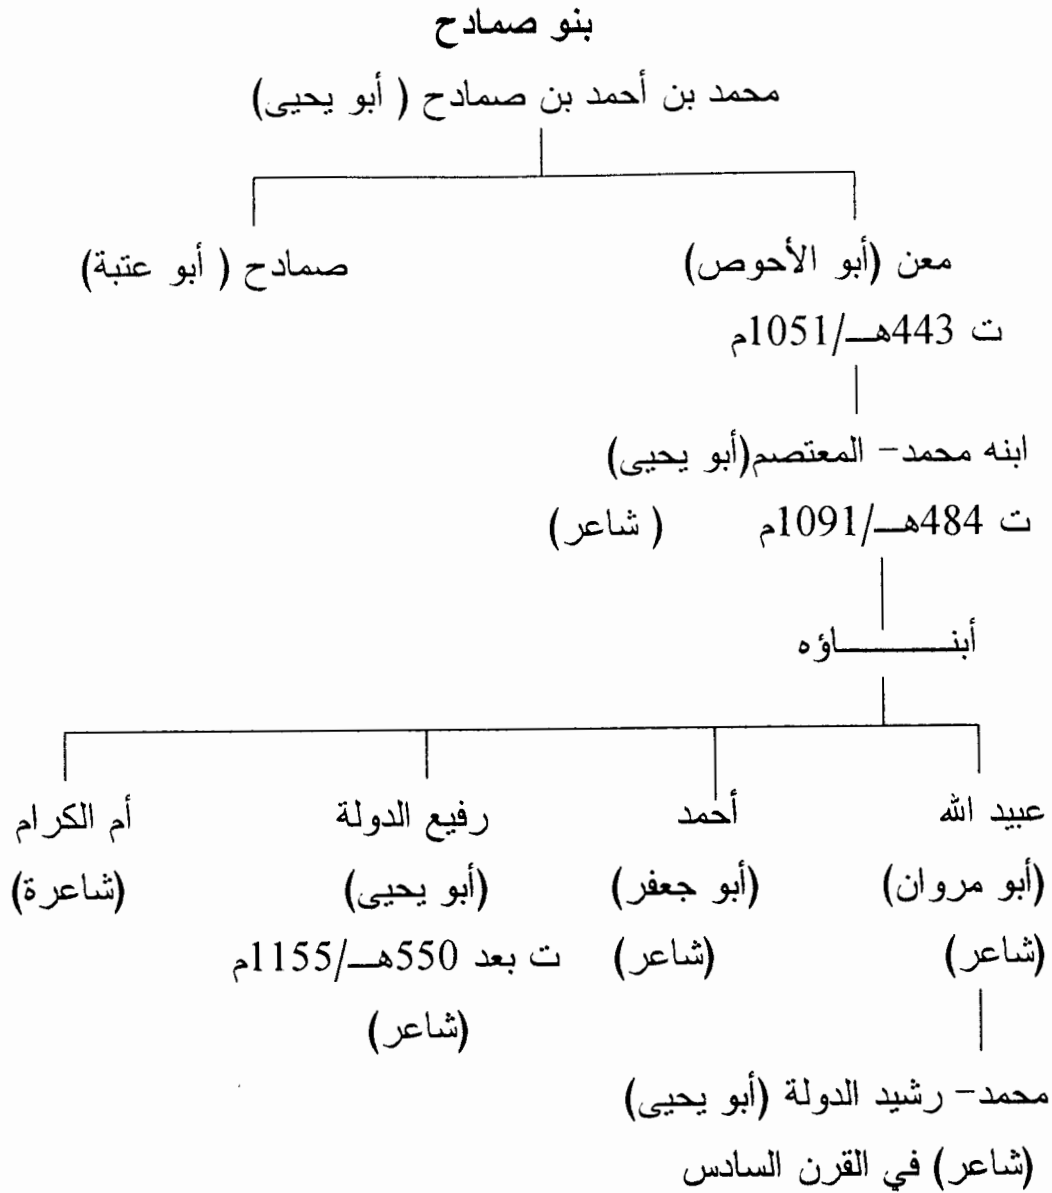 بنو صمادح
محمد بن أحمد بن صمادح ( أبو يحيى)
معن (أبو الأحوص) صمادح ( أبو عتبة)
ت 443هـ/1051م
ابنه محمد- المعتصم(أبو يحيى)
ت 484هـ/1091م ( شاعر)
أبنـــــاؤه
عبيد الله أحمد رفيع الدولة أم الكرام
(أبو مروان) (أبو جعفر) (أبو يحيى) (شاعرة)
(شاعر) (شاعر) ت بعد 550هـ/1155م
(شاعر)
محمد- رشيد الدولة (أبو يحيى)
(شاعر) في القرن السادس